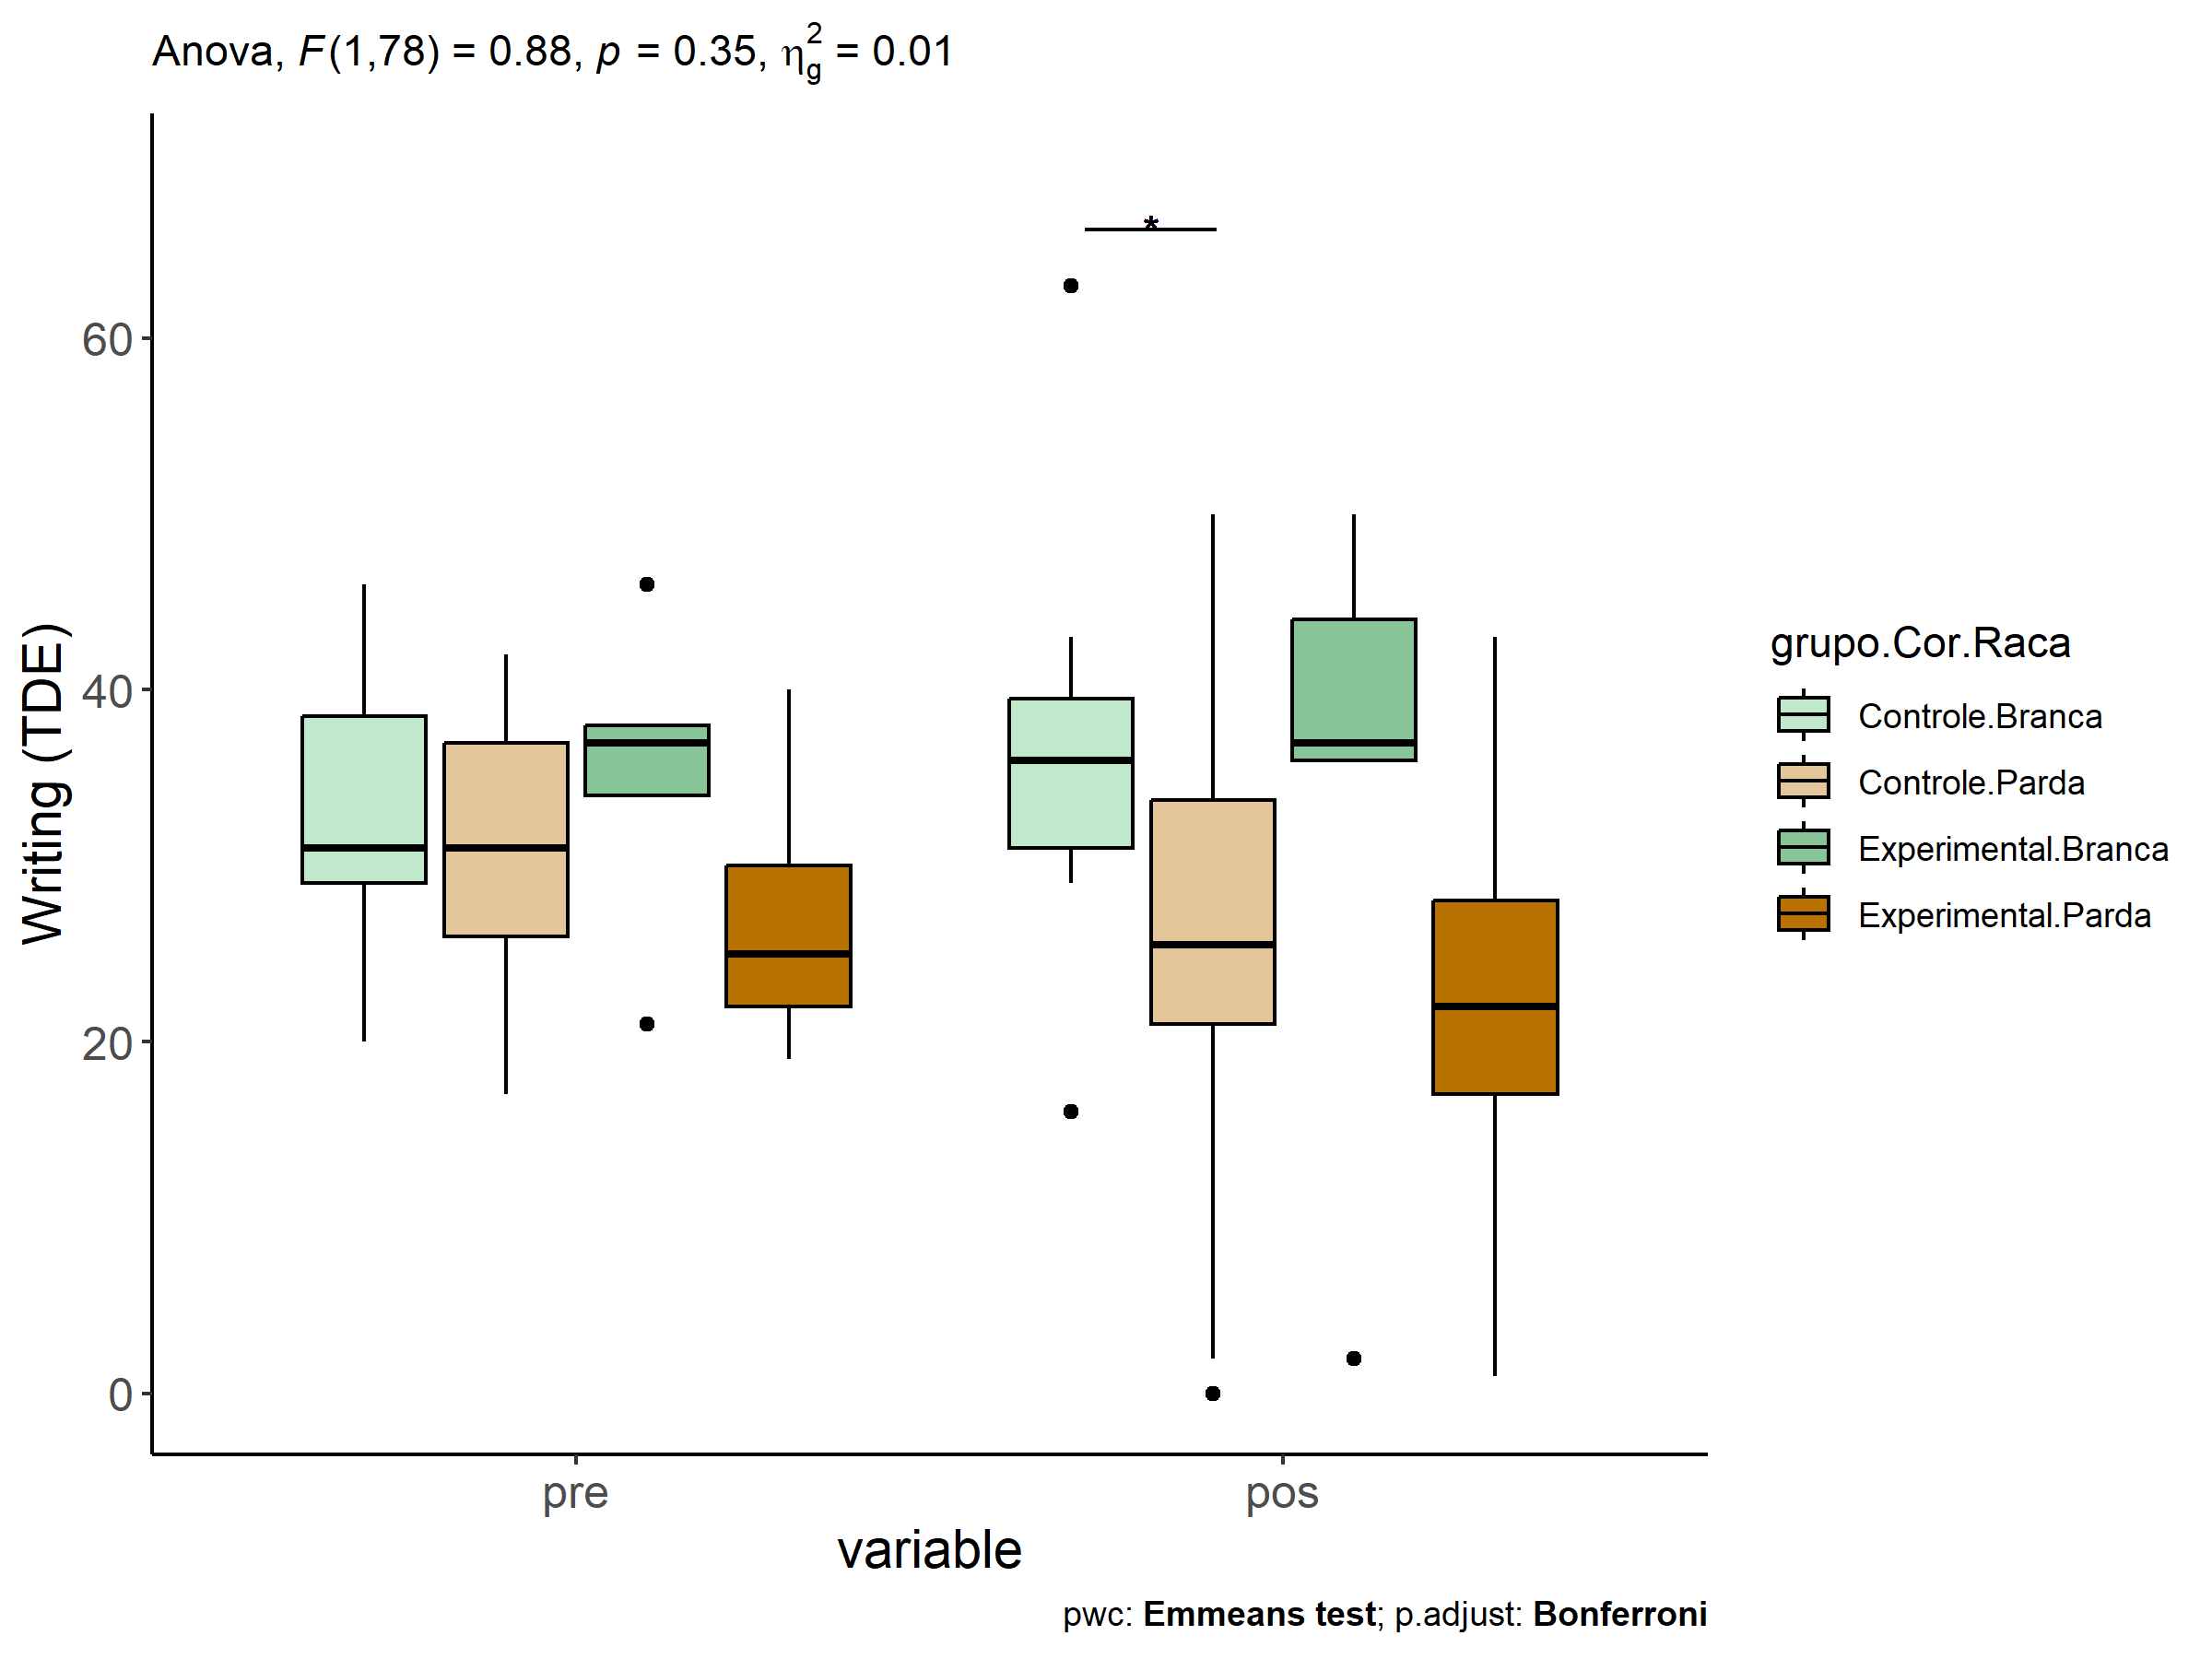 Anova, F(1,78) = 0.88, p = 0.35, η²g = 0.01
*
60
40
20
0
Writing (TDE)
pre
pos
variable
grupo.Cor.Raca
Controle.Branca
Controle.Parda
Experimental.Branca
Experimental.Parda
pwc: Emmeans test; p.adjust: Bonferroni